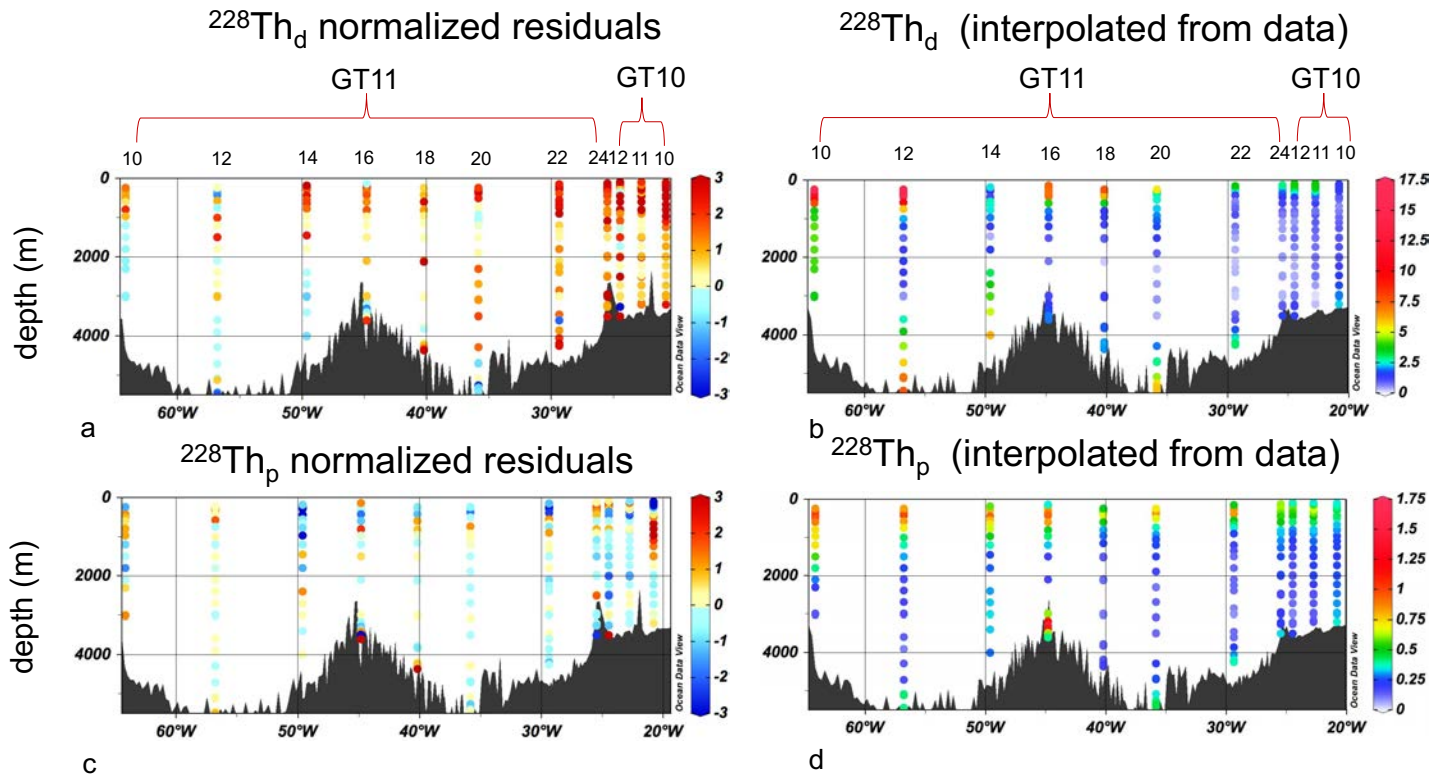 ²²⁸Th_d normalized residuals
²²⁸Th_d (interpolated from data)
GT11 GT10
GT11 GT10
10 12 14 16 18 20 22 24 12 11 10
10 12 14 16 18 20 22 24 12 11 10
depth (m)
0
2000
4000
60°W 50°W 40°W 30°W
3
2
1
0
-1
-2
-3
Ocean Data View
a
0
2000
4000
60°W 50°W 40°W 30°W 20°W
17.5
15
12.5
10
7.5
5
2.5
0
Ocean Data View
b
²²⁸Th_p normalized residuals
²²⁸Th_p (interpolated from data)
depth (m)
0
2000
4000
60°W 50°W 40°W 30°W 20°W
3
2
1
0
-1
-2
-3
Ocean Data View
c
0
2000
4000
60°W 50°W 40°W 30°W 20°W
1.75
1.5
1.25
1
0.75
0.5
0.25
0
Ocean Data View
d